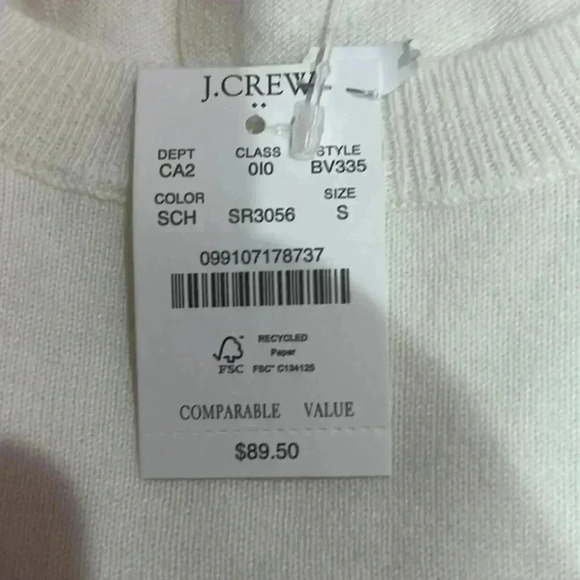 J.CREW
DEPT CLASS STYLE
CA2 0I0 BV335
COLOR SIZE
SCH SR3056 S
099107178737
RECYCLED
Paper
FSC FSC® C134125
COMPARABLE VALUE
$89.50